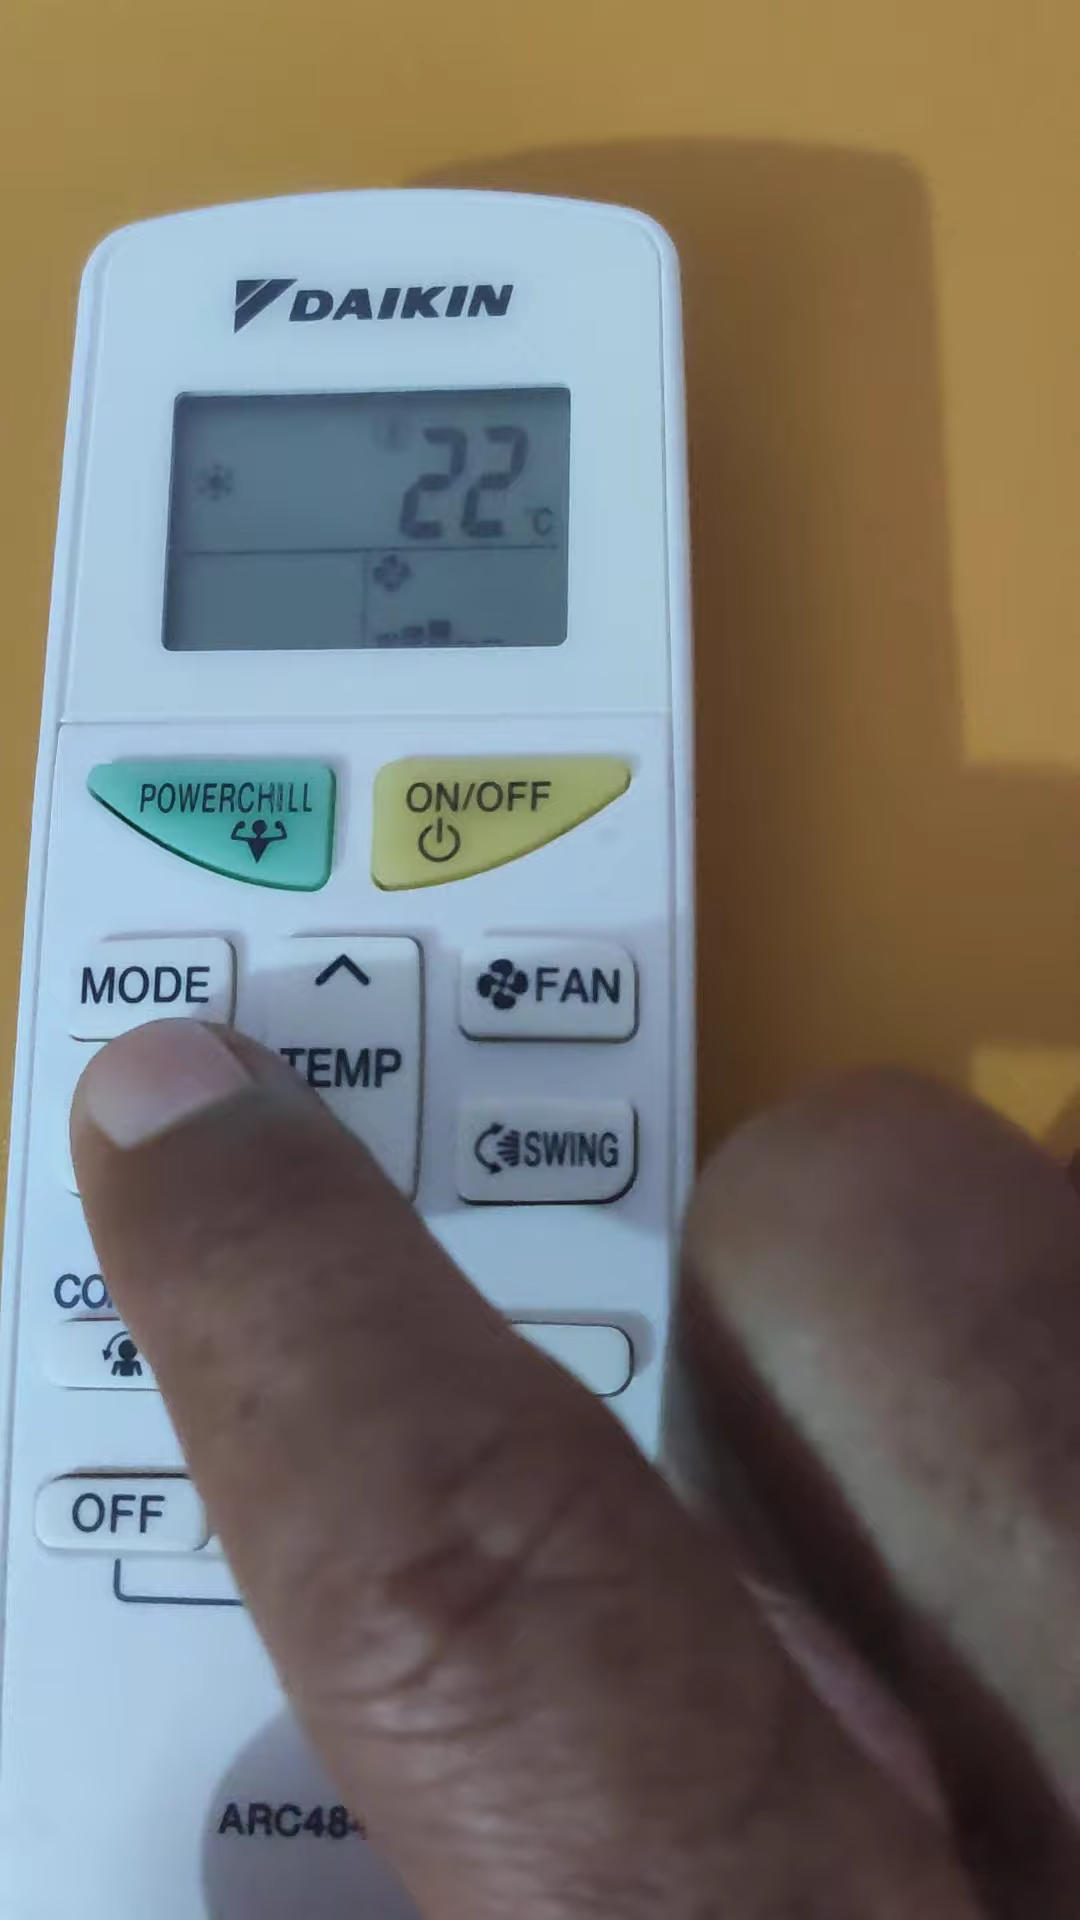 DAIKIN
22 °C
POWERCHILL
ON/OFF
MODE
FAN
TEMP
SWING
OFF